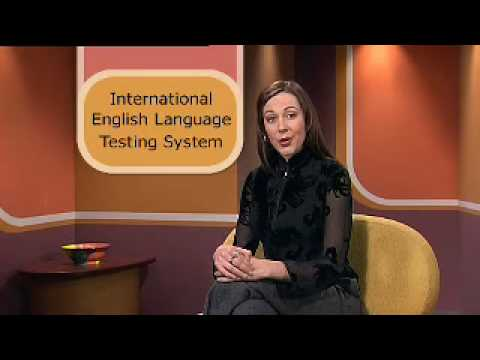 International
English Language
Testing System